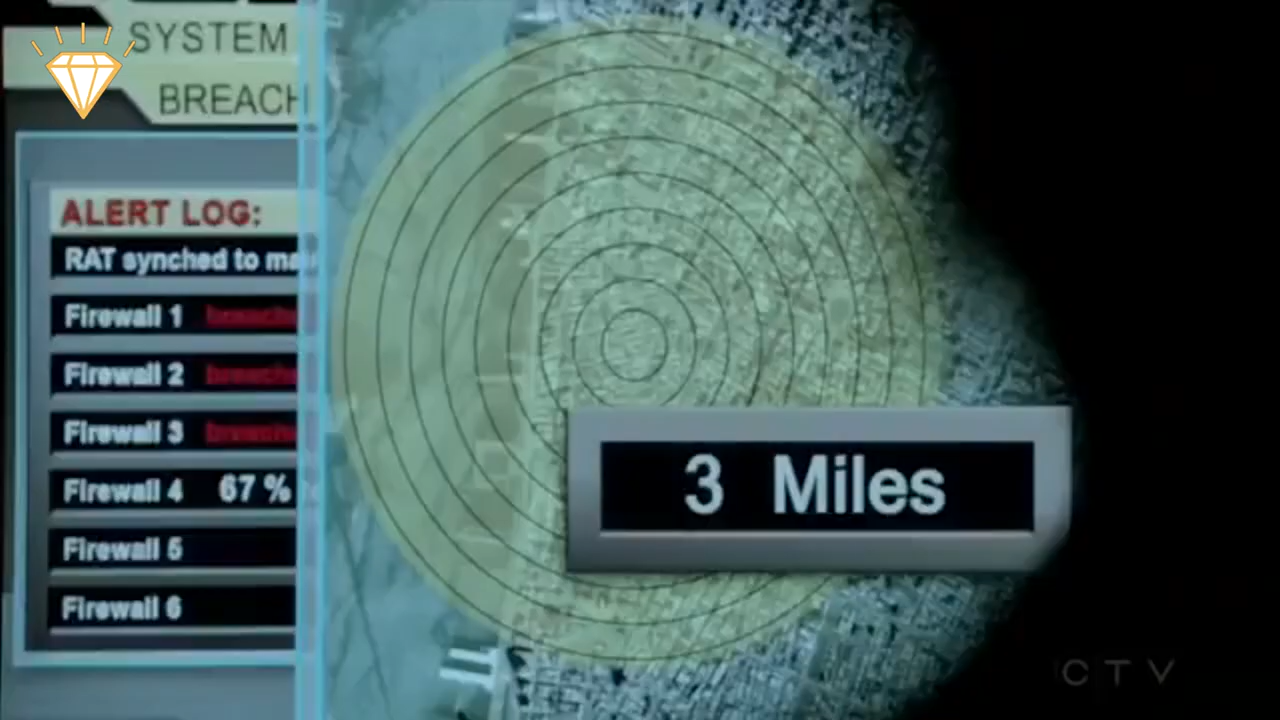 SYSTEM
BREACH
ALERT LOG:
RAT synched to
Firewall 1
Firewall 2
Firewall 3
Firewall 4 67 %
Firewall 5
Firewall 6
3 Miles
CTV